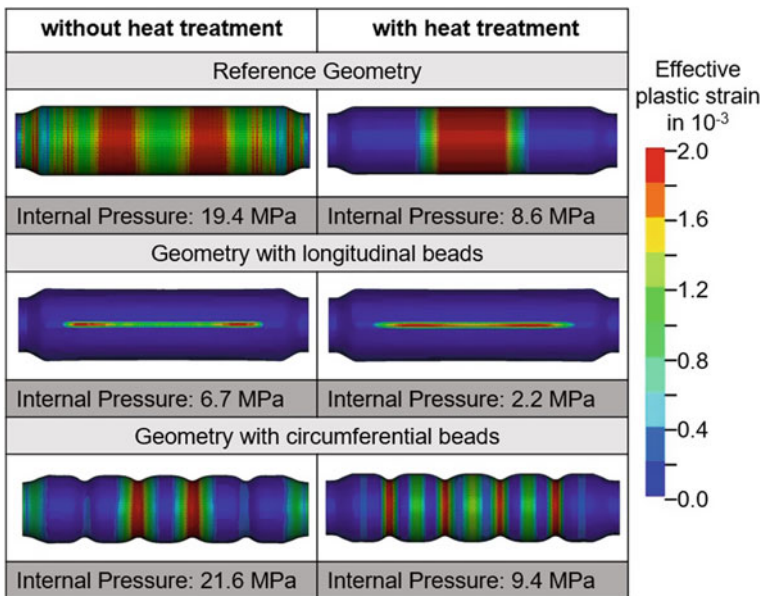 without heat treatment
with heat treatment
Reference Geometry
Internal Pressure: 19.4 MPa
Internal Pressure: 8.6 MPa
Geometry with longitudinal beads
Internal Pressure: 6.7 MPa
Internal Pressure: 2.2 MPa
Geometry with circumferential beads
Internal Pressure: 21.6 MPa
Internal Pressure: 9.4 MPa
Effective
plastic strain
in 10⁻³
2.0
1.6
1.2
0.8
0.4
0.0